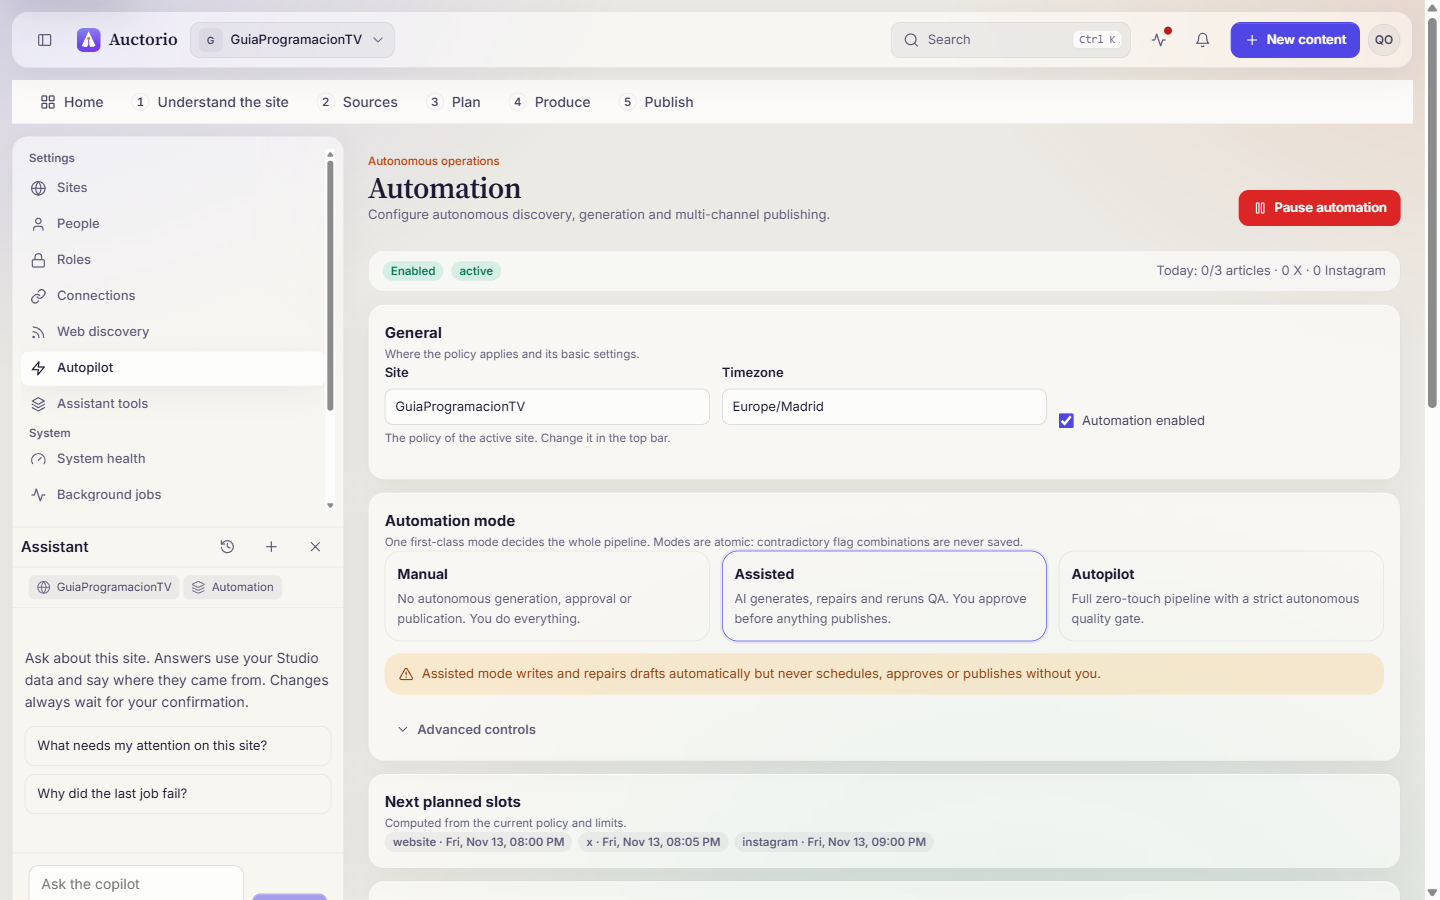 Auctorio
G GuiaProgramacionTV
Search Ctrl K
New content
QO
Home
1 Understand the site
2 Sources
3 Plan
4 Produce
5 Publish
Settings
Sites
People
Roles
Connections
Web discovery
Autopilot
Assistant tools
System
System health
Background jobs
Assistant
GuiaProgramacionTV Automation
Ask about this site. Answers use your Studio
data and say where they came from. Changes
always wait for your confirmation.
What needs my attention on this site?
Why did the last job fail?
Ask the copilot
Autonomous operations
Automation
Configure autonomous discovery, generation and multi-channel publishing.
Pause automation
Enabled active
Today: 0/3 articles · 0 X · 0 Instagram
General
Where the policy applies and its basic settings.
Site
GuiaProgramacionTV
The policy of the active site. Change it in the top bar.
Timezone
Europe/Madrid
Automation enabled
Automation mode
One first-class mode decides the whole pipeline. Modes are atomic: contradictory flag combinations are never saved.
Manual
No autonomous generation, approval or
publication. You do everything.
Assisted
AI generates, repairs and reruns QA. You approve
before anything publishes.
Autopilot
Full zero-touch pipeline with a strict autonomous
quality gate.
Assisted mode writes and repairs drafts automatically but never schedules, approves or publishes without you.
Advanced controls
Next planned slots
Computed from the current policy and limits.
website · Fri, Nov 13, 08:00 PM
x · Fri, Nov 13, 08:05 PM
instagram · Fri, Nov 13, 09:00 PM